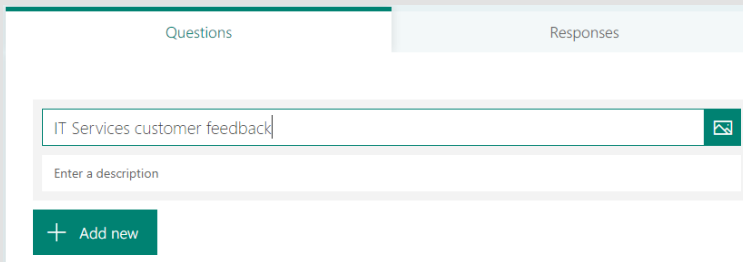 Questions
Responses
IT Services customer feedback
Enter a description
Add new